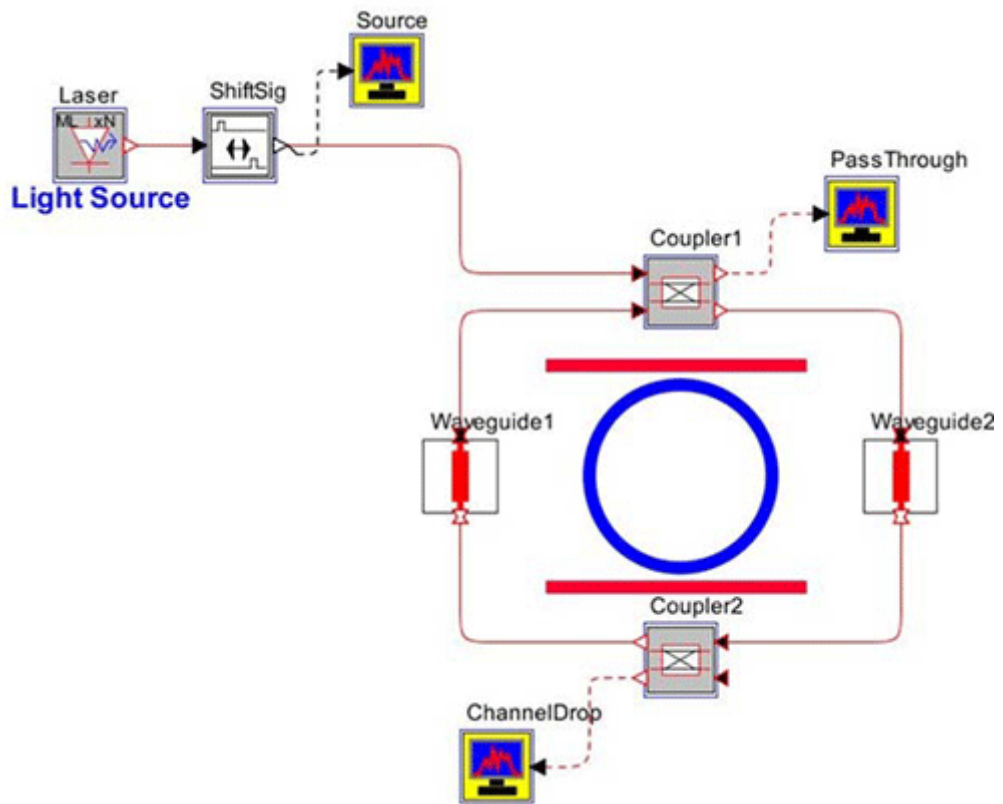 Source
Laser
ShiftSig
ML xN
Light Source
PassThrough
Coupler1
Waveguide1
Waveguide2
Coupler2
ChannelDrop